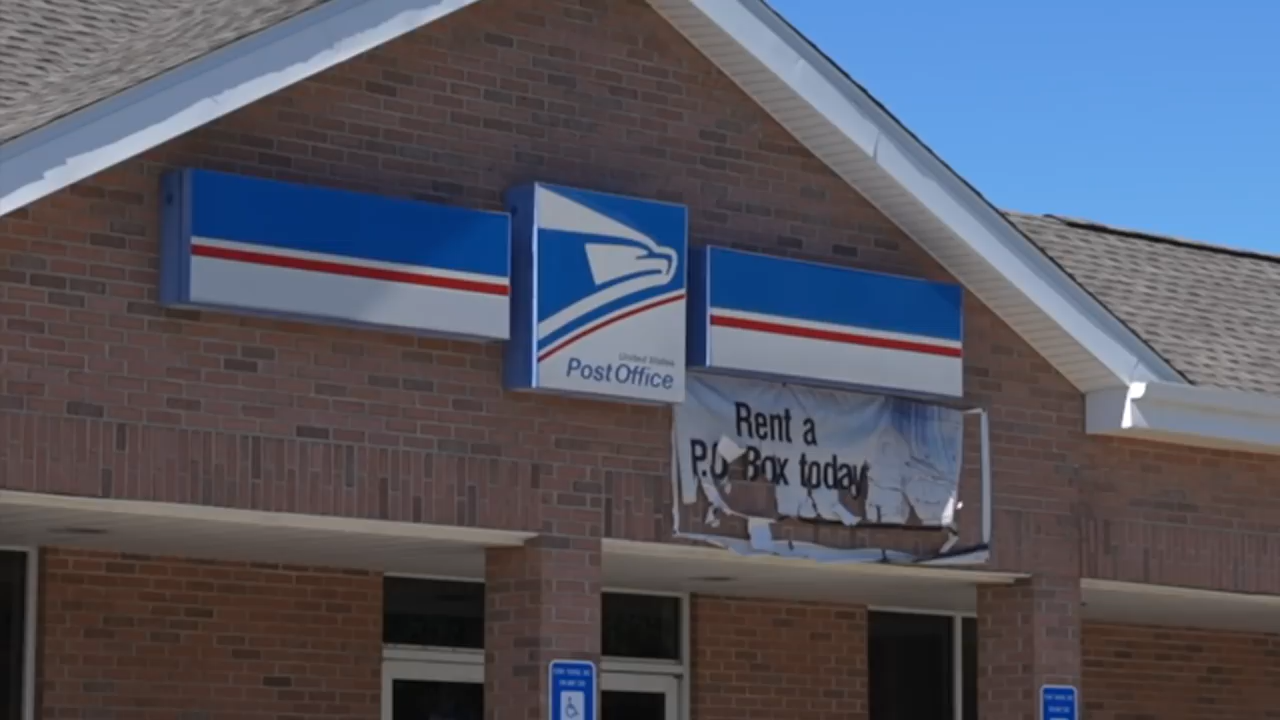 United States
Post Office
Rent a
P.O. Box today